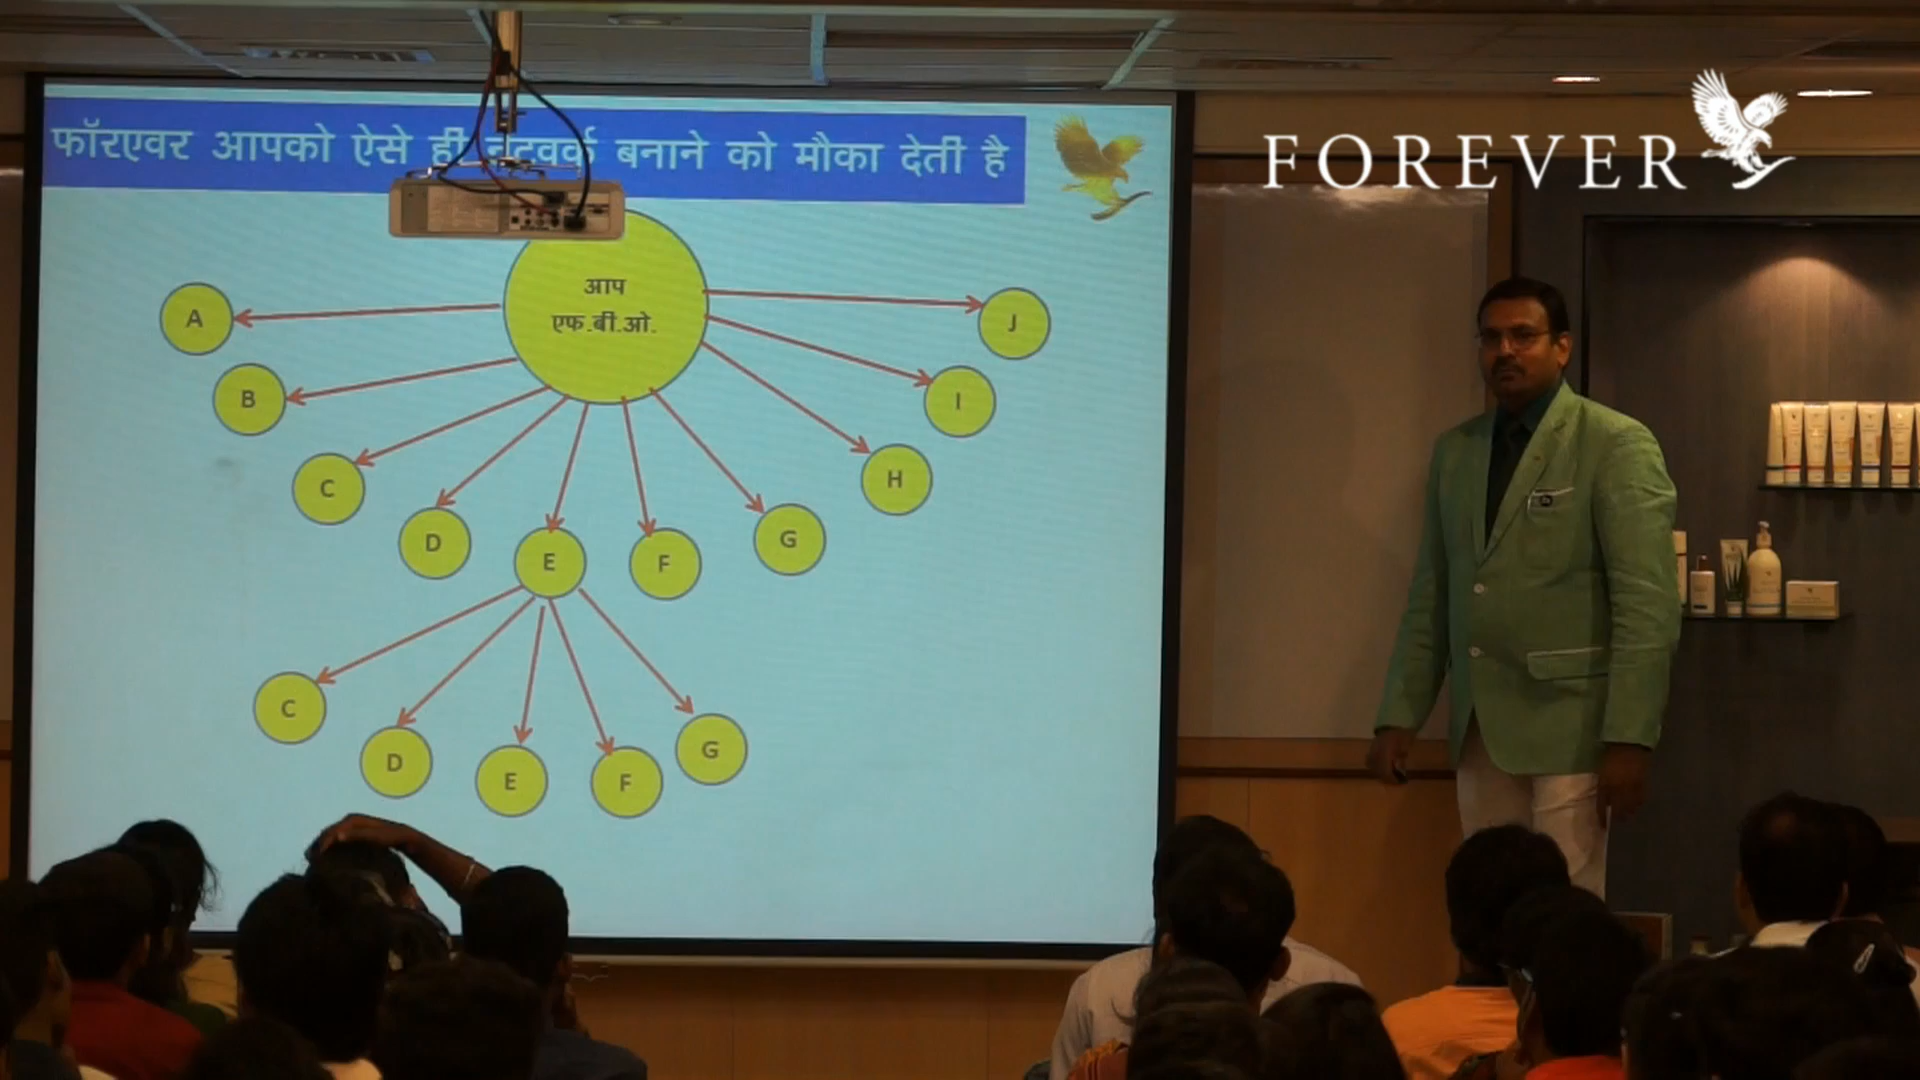 फॉरएवर आपको ऐसे ही नेटवर्क बनाने को मौका देती है
FOREVER
आप
एफ.बी.ओ.
A
J
B
I
C
H
D
E
F
G
C
D
E
F
G